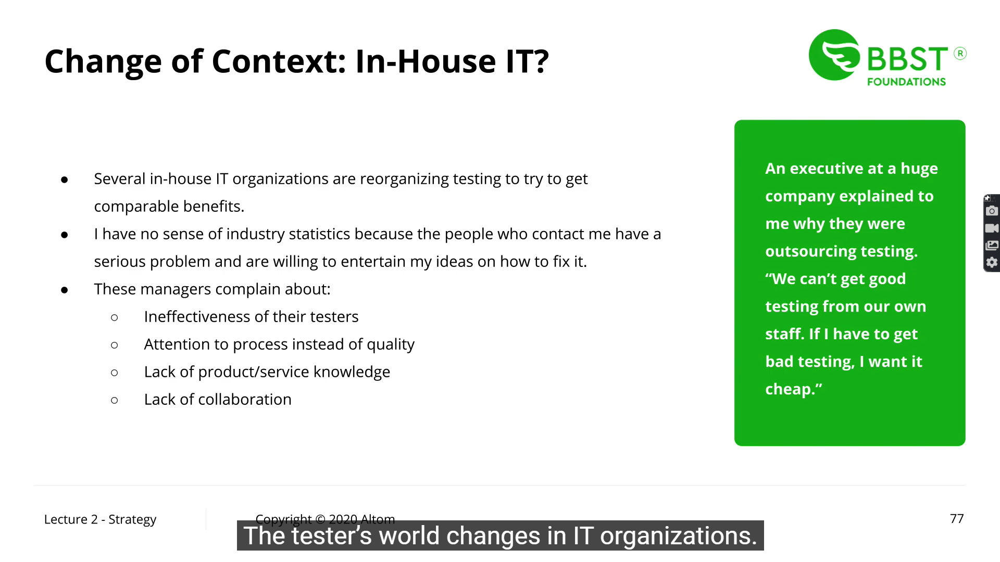 Change of Context: In-House IT?
BBST ®
FOUNDATIONS
● Several in-house IT organizations are reorganizing testing to try to get
comparable benefits.
● I have no sense of industry statistics because the people who contact me have a
serious problem and are willing to entertain my ideas on how to fix it.
● These managers complain about:
○ Ineffectiveness of their testers
○ Attention to process instead of quality
○ Lack of product/service knowledge
○ Lack of collaboration
An executive at a huge
company explained to
me why they were
outsourcing testing.
“We can’t get good
testing from our own
staff. If I have to get
bad testing, I want it
cheap.”
Lecture 2 - Strategy
Copyright © 2020 Altom
77
The tester’s world changes in IT organizations.